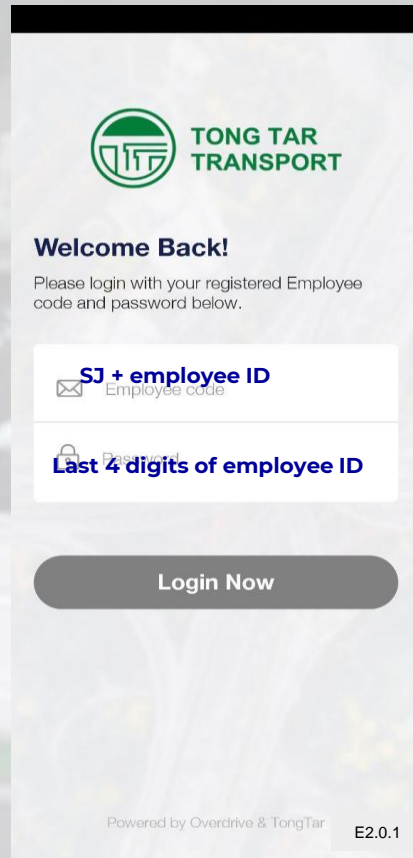 TONG TAR
TRANSPORT
Welcome Back!
Please login with your registered Employee
code and password below.
SJ + employee ID
Employee code
Password
Last 4 digits of employee ID
Login Now
Powered by Overdrive & TongTar
E2.0.1